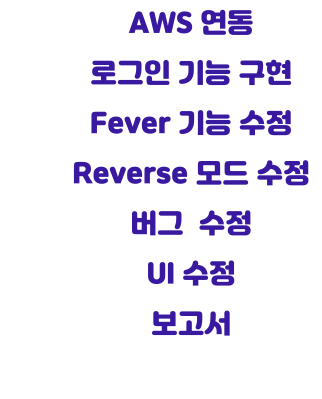 AWS 연동
로그인 기능 구현
Fever 기능 수정
Reverse 모드 수정
버그  수정
UI 수정
보고서